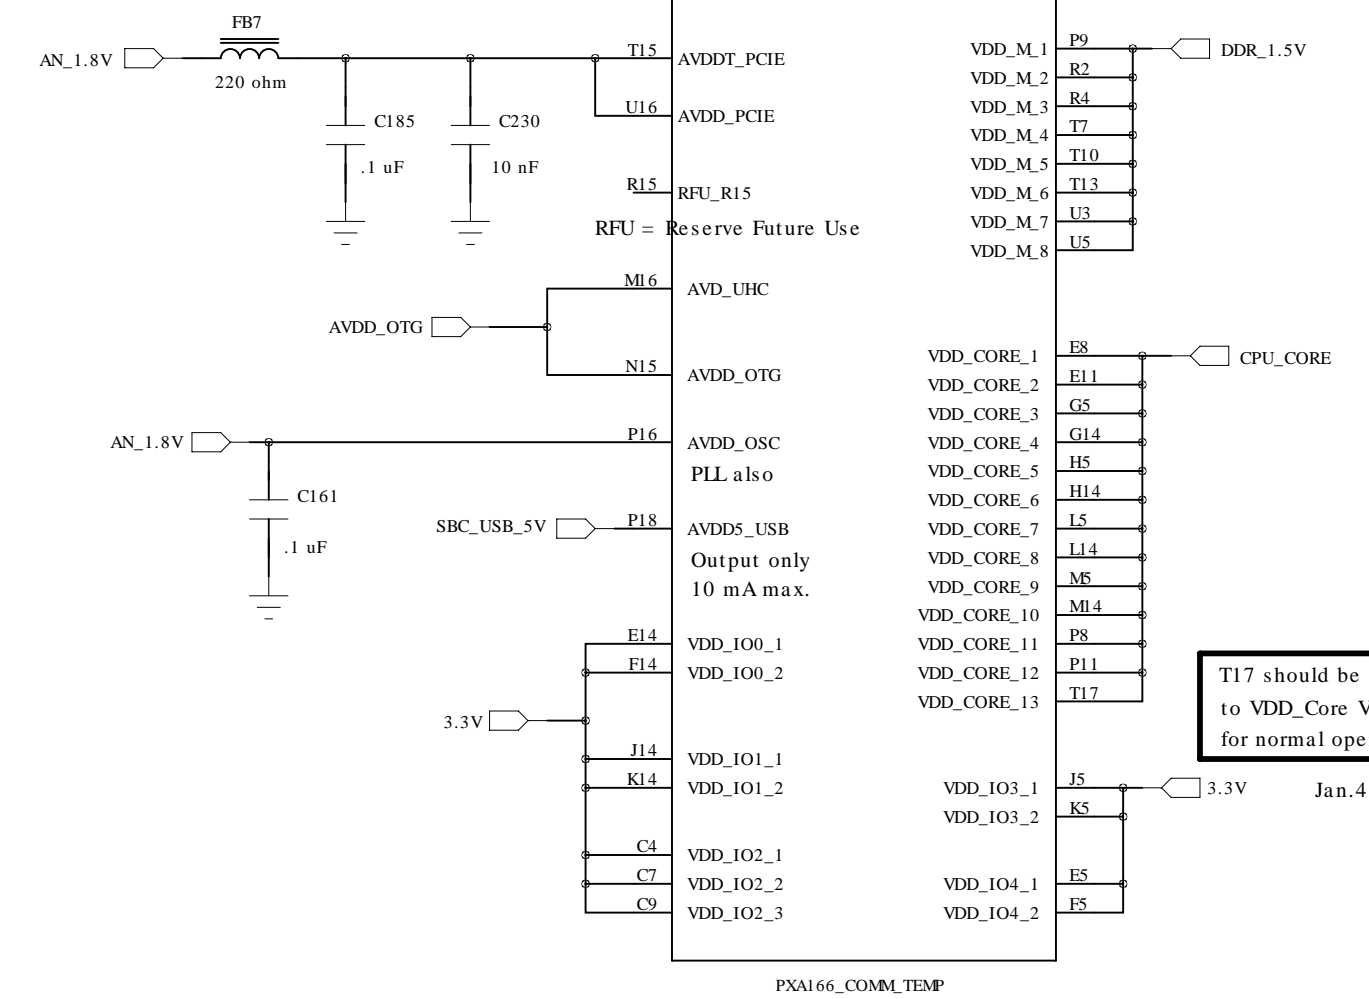 FB7
AN_1.8V
220 ohm
C185
.1 uF
C230
10 nF
T15 AVDDT_PCIE
U16 AVDD_PCIE
R15 RFU_R15
RFU = Reserve Future Use
M16 AVD_UHC
AVDD_OTG
N15 AVDD_OTG
AN_1.8V
P16 AVDD_OSC
PLL also
C161
.1 uF
SBC_USB_5V
P18 AVDD5_USB
Output only
10 mA max.
E14 VDD_IO0_1
F14 VDD_IO0_2
3.3V
J14 VDD_IO1_1
K14 VDD_IO1_2
C4 VDD_IO2_1
C7 VDD_IO2_2
C9 VDD_IO2_3
VDD_M_1 P9
DDR_1.5V
VDD_M_2 R2
VDD_M_3 R4
VDD_M_4 T7
VDD_M_5 T10
VDD_M_6 T13
VDD_M_7 U3
VDD_M_8 U5
VDD_CORE_1 E8
CPU_CORE
VDD_CORE_2 E11
VDD_CORE_3 G5
VDD_CORE_4 G14
VDD_CORE_5 H5
VDD_CORE_6 H14
VDD_CORE_7 L5
VDD_CORE_8 L14
VDD_CORE_9 M5
VDD_CORE_10 M14
VDD_CORE_11 P8
VDD_CORE_12 P11
VDD_CORE_13 T17
T17 should be
to VDD_Core V
for normal ope
VDD_IO3_1 J5
3.3V
Jan.4
VDD_IO3_2 K5
VDD_IO4_1 E5
VDD_IO4_2 F5
PXA166_COMM_TEMP